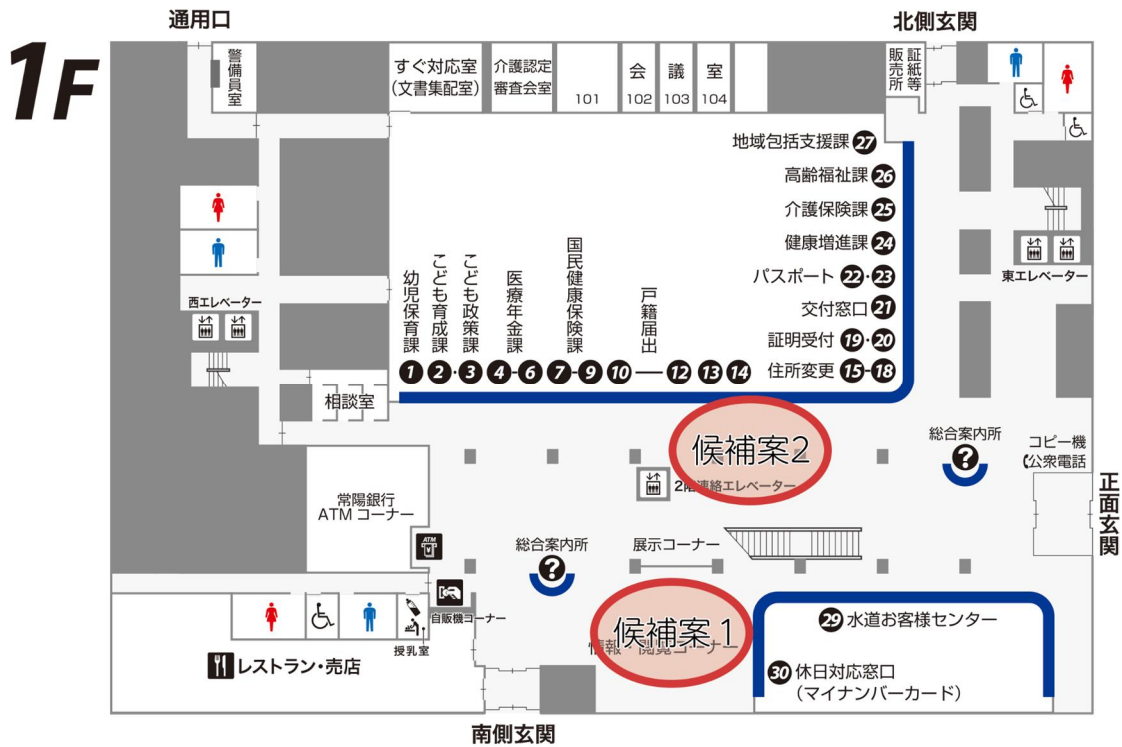 1F
通用口
北側玄関
警備員室
すぐ対応室
(文書集配室)
介護認定
審査会室
101
会議室
102
103
104
証紙等
販売所
地域包括支援課 27
高齢福祉課 26
介護保険課 25
健康増進課 24
パスポート 22・23
交付窓口 21
証明受付 19・20
住所変更 15-18
東エレベーター
西エレベーター
幼児保育課
こども育成課
こども政策課
医療年金課
国民健康保険課
戸籍届出
1 2・3 4-6 7-9 10 — 12 13 14
相談室
候補案2
総合案内所
?
コピー機
公衆電話
2階連絡エレベーター
正面玄関
常陽銀行
ATMコーナー
ATM
総合案内所
?
展示コーナー
候補案1
情報・閲覧コーナー
29 水道お客様センター
30 休日対応窓口
(マイナンバーカード)
自販機コーナー
授乳室
レストラン・売店
南側玄関